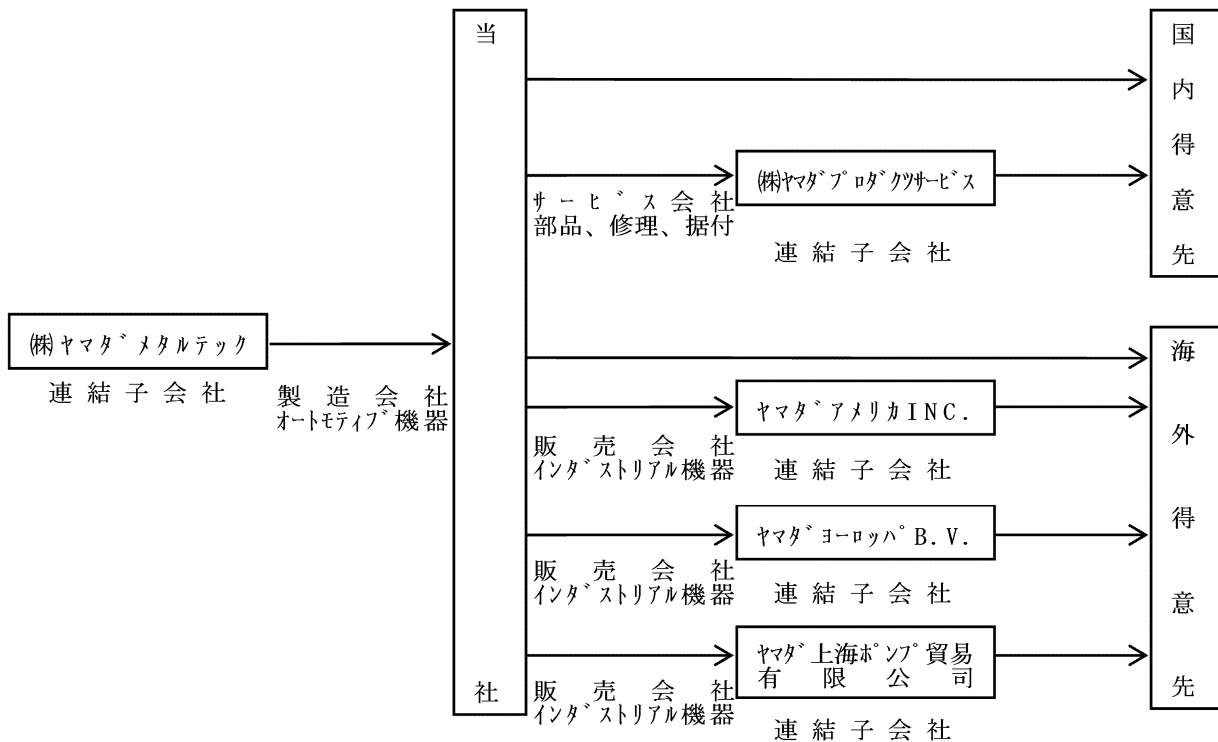 当社
国内得意先
㈱ヤマダプロダクツサービス
サービス会社
部品、修理、据付
連結子会社
㈱ヤマダメタルテック
連結子会社
製造会社
オートモティブ機器
海外得意先
ヤマダアメリカINC.
販売会社
インダストリアル機器
連結子会社
ヤマダヨーロッパB.V.
販売会社
インダストリアル機器
連結子会社
ヤマダ上海ポンプ貿易
有限公司
販売会社
インダストリアル機器
連結子会社